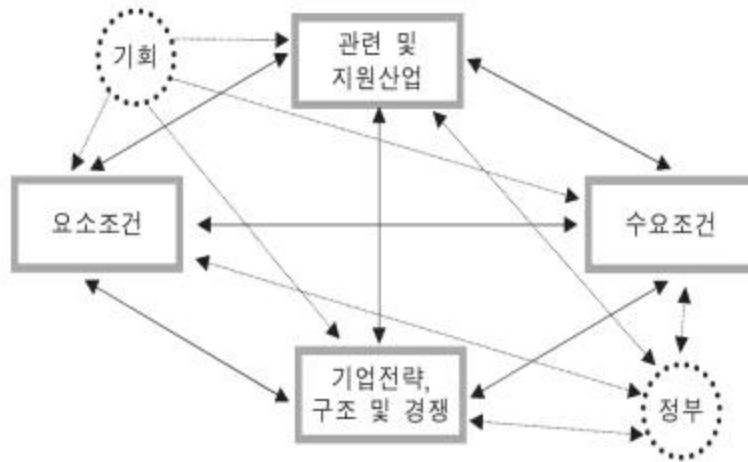 기회
관련 및
지원산업
요소조건
수요조건
기업전략,
구조 및 경쟁
정부